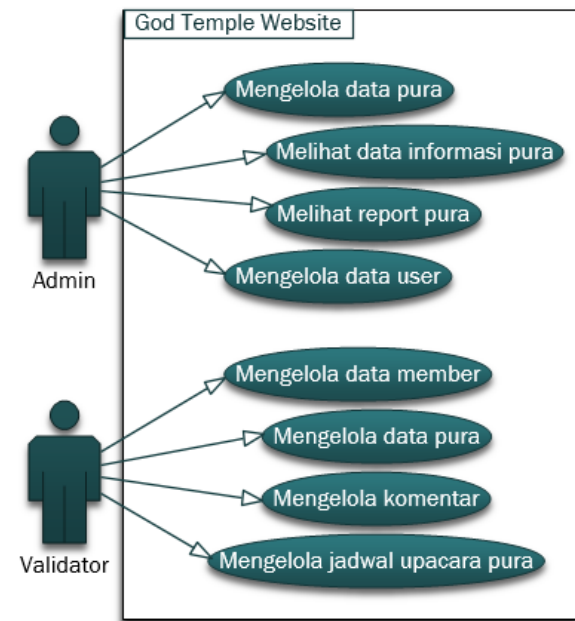 God Temple Website
Mengelola data pura
Melihat data informasi pura
Melihat report pura
Mengelola data user
Admin
Mengelola data member
Mengelola data pura
Mengelola komentar
Mengelola jadwal upacara pura
Validator